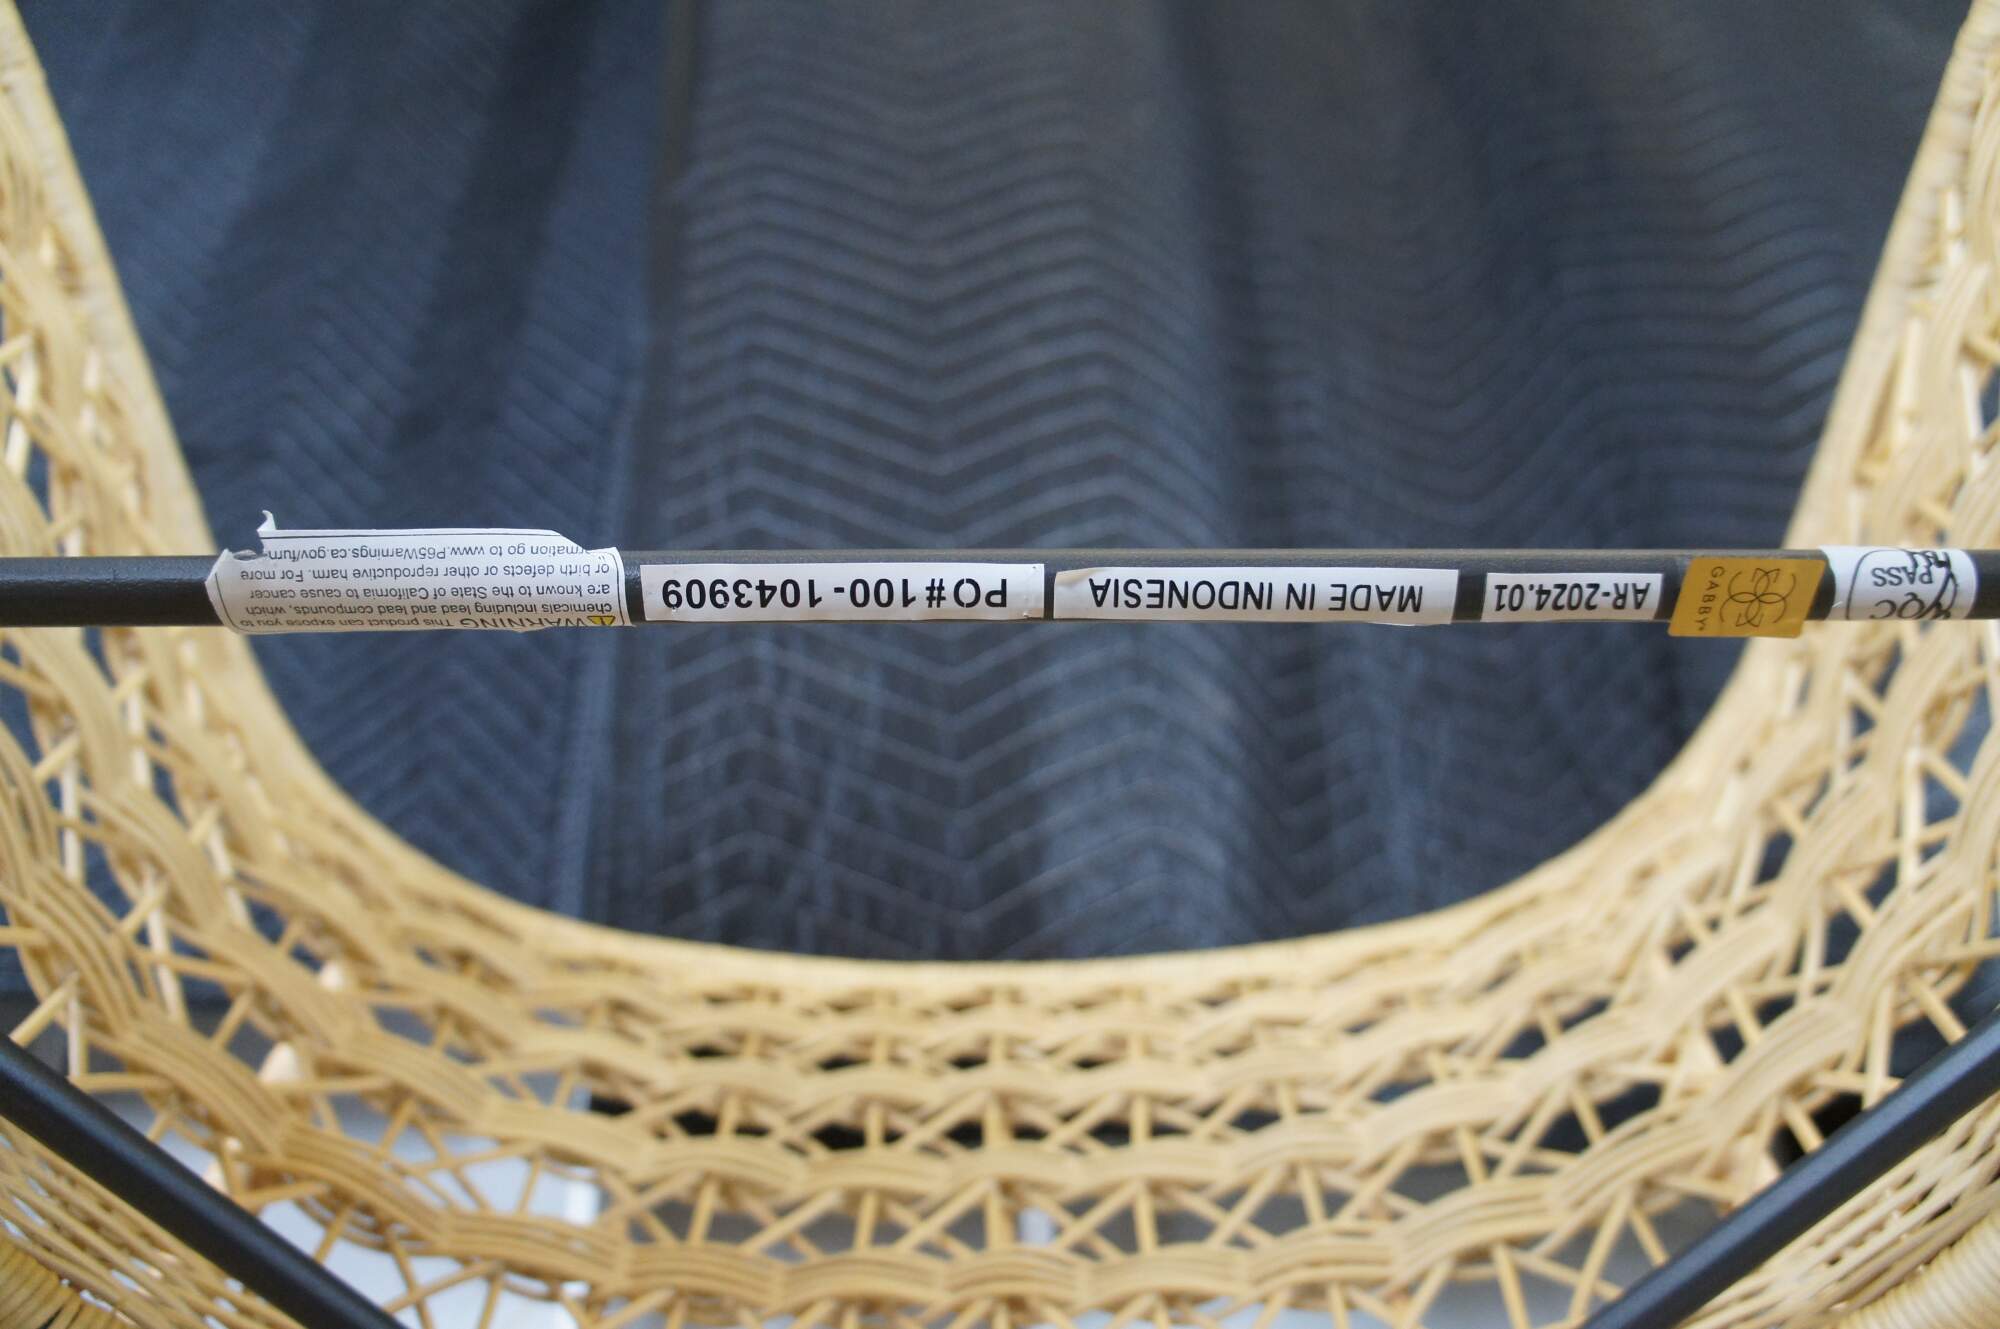 QC
PASS
GABBY
AR-2024.01
MADE IN INDONESIA
PO#100-1043909
WARNING This product can expose you to
chemicals including lead and lead compounds, which
are known to the State of California to cause cancer
or birth defects or other reproductive harm. For more
go to www.P65Warnings.ca.gov/furn